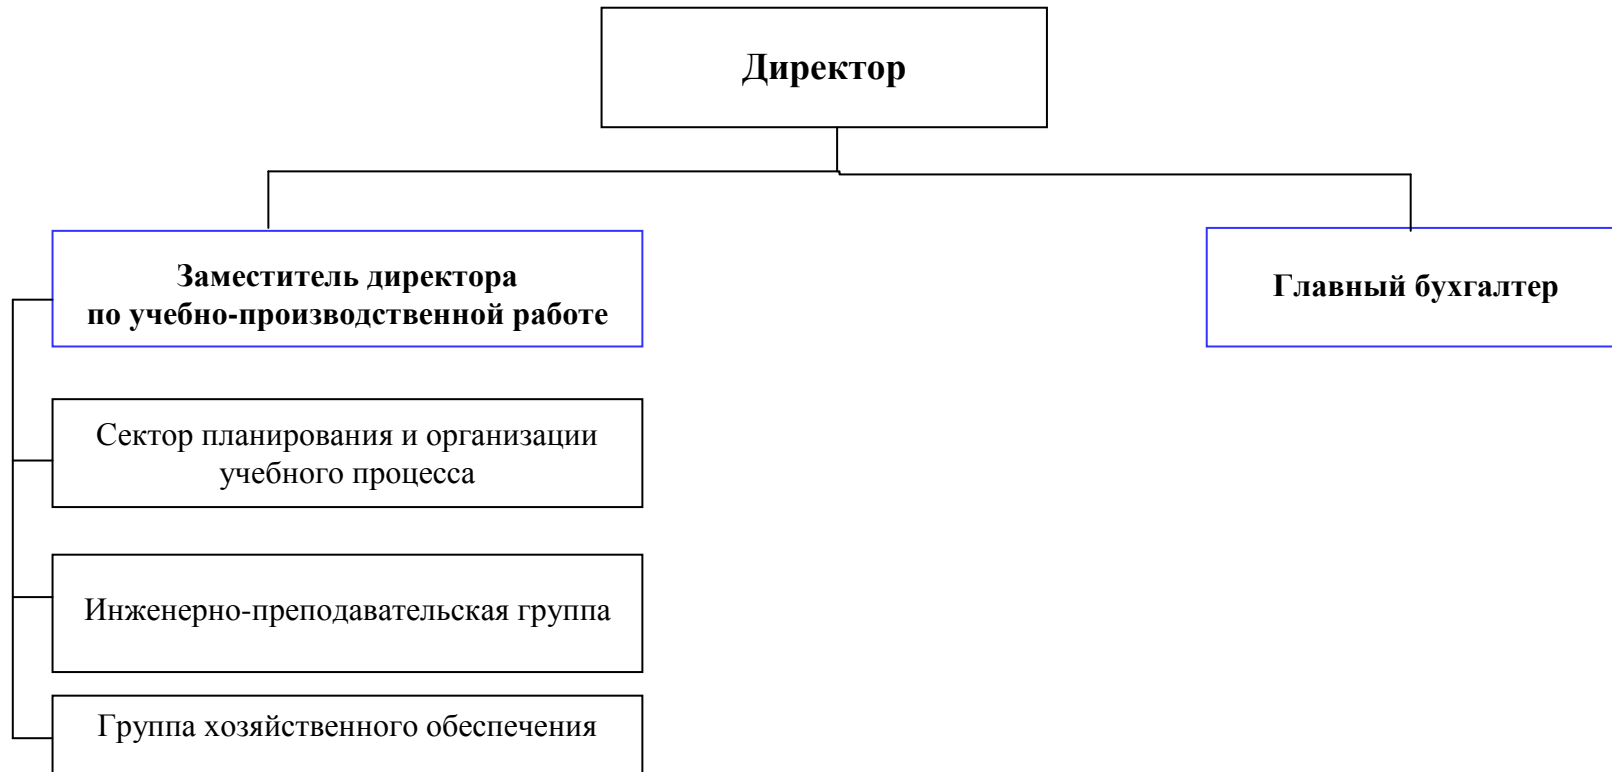 Директор
Заместитель директора
по учебно-производственной работе
Главный бухгалтер
Сектор планирования и организации
учебного процесса
Инженерно-преподавательская группа
Группа хозяйственного обеспечения